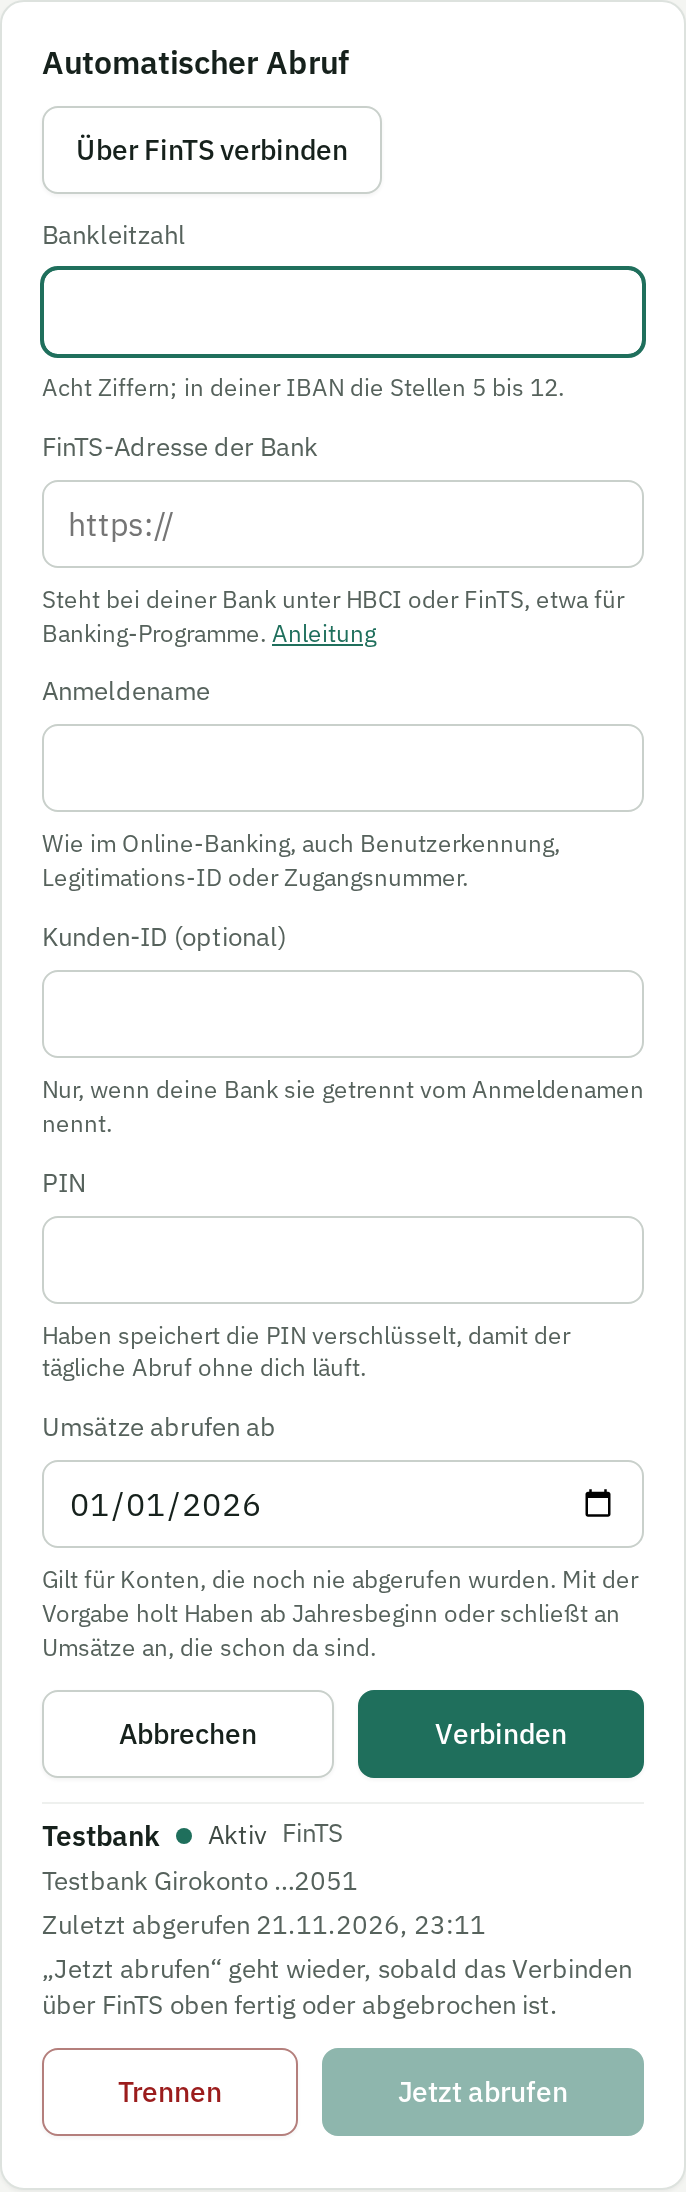 Automatischer Abruf
Über FinTS verbinden
Bankleitzahl
Acht Ziffern; in deiner IBAN die Stellen 5 bis 12.
FinTS-Adresse der Bank
https://
Steht bei deiner Bank unter HBCI oder FinTS, etwa für
Banking-Programme. Anleitung
Anmeldename
Wie im Online-Banking, auch Benutzerkennung,
Legitimations-ID oder Zugangsnummer.
Kunden-ID (optional)
Nur, wenn deine Bank sie getrennt vom Anmeldenamen
nennt.
PIN
Haben speichert die PIN verschlüsselt, damit der
tägliche Abruf ohne dich läuft.
Umsätze abrufen ab
01/01/2026
Gilt für Konten, die noch nie abgerufen wurden. Mit der
Vorgabe holt Haben ab Jahresbeginn oder schließt an
Umsätze an, die schon da sind.
Abbrechen Verbinden
Testbank Aktiv FinTS
Testbank Girokonto …2051
Zuletzt abgerufen 21.11.2026, 23:11
„Jetzt abrufen“ geht wieder, sobald das Verbinden
über FinTS oben fertig oder abgebrochen ist.
Trennen Jetzt abrufen